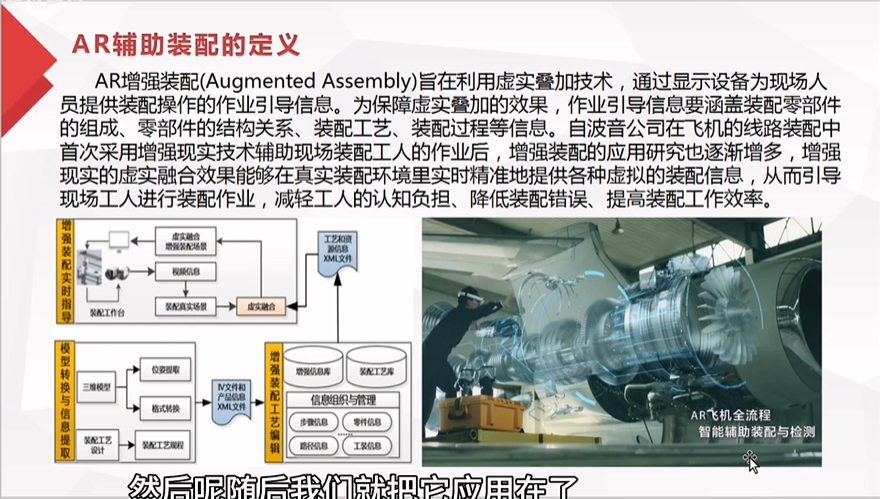 AR辅助装配的定义
AR增强装配(Augmented Assembly)旨在利用虚实叠加技术，通过显示设备为现场人
员提供装配操作的作业引导信息。为保障虚实叠加的效果，作业引导信息要涵盖装配零部件
的组成、零部件的结构关系、装配工艺、装配过程等信息。自波音公司在飞机的线路装配中
首次采用增强现实技术辅助现场装配工人的作业后，增强装配的应用研究也逐渐增多，增强
现实的虚实融合效果能够在真实装配环境里实时精准地提供各种虚拟的装配信息，从而引导
现场工人进行装配作业，减轻工人的认知负担、降低装配错误、提高装配工作效率。
增强装配实时指导
虚实融合
增强装配场景
视频信息
装配真实场景
虚实融合
装配工作台
工艺和资
源信息
XML文件
模型转换与信息提取
三维模型
位姿提取
格式转换
装配工艺
设计
装配工艺规程
IV文件和
产品信息
XML文件
增强装配工艺编辑
增强信息库
装配工艺库
信息组织与管理
步骤信息
零件信息
......
路径信息
工装信息
AR飞机全流程
智能辅助装配与检测
然后呢随后我们就把它应用在了